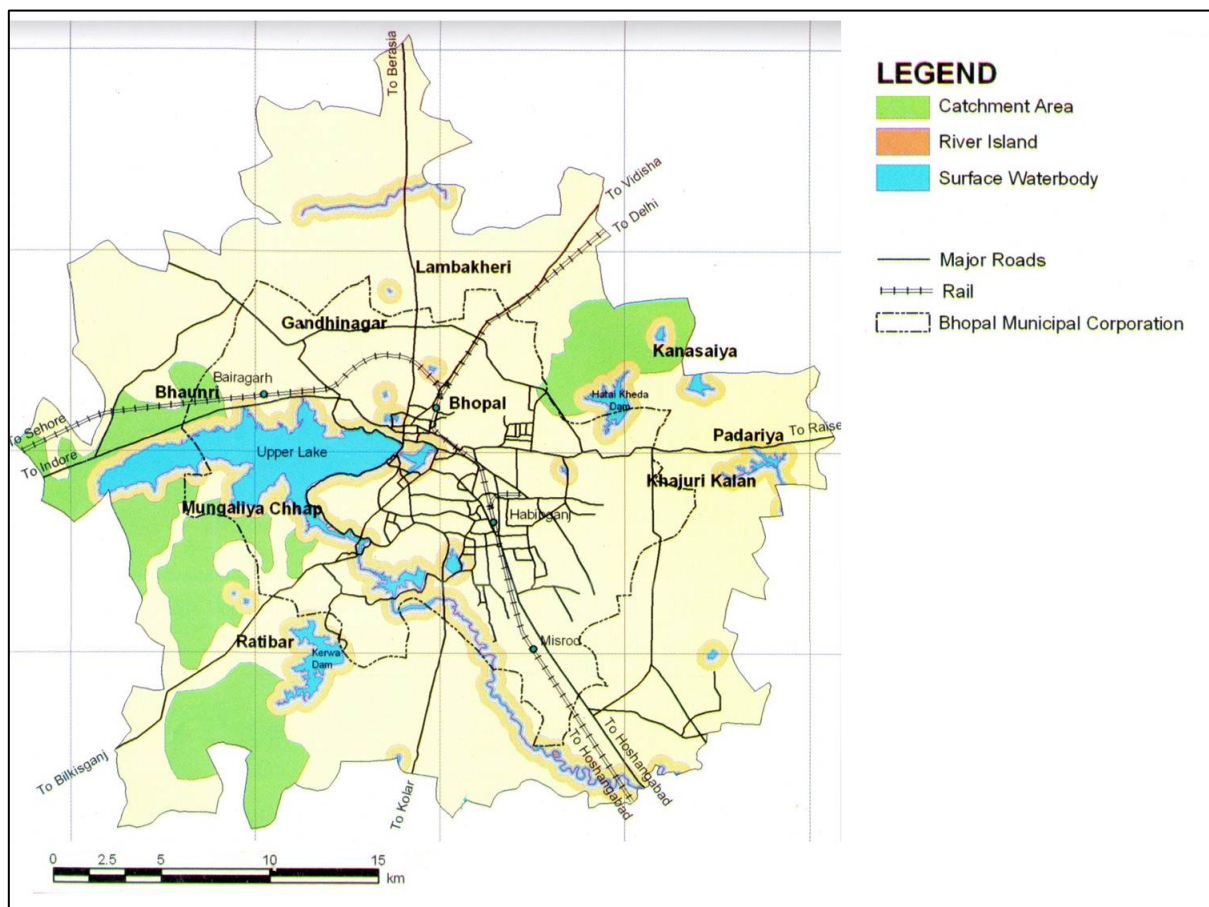 To Berasia
To Vidisha
To Delhi
Lambakheri
Gandhinagar
Kanasaiya
Bairagarh
Bhaunri
Bhopal
Hatai Kheda
Dam
To Sehore
To Indore
Upper Lake
Padariya
To Raise
Khajuri Kalan
Mungaliya Chhap
Habibganj
Ratibar
Kerwa
Dam
Misrod
To Bilkisganj
To Kolar
To Hoshangabad
To Hoshangabad
0 2.5 5 10 15
km
LEGEND
Catchment Area
River Island
Surface Waterbody
Major Roads
Rail
Bhopal Municipal Corporation